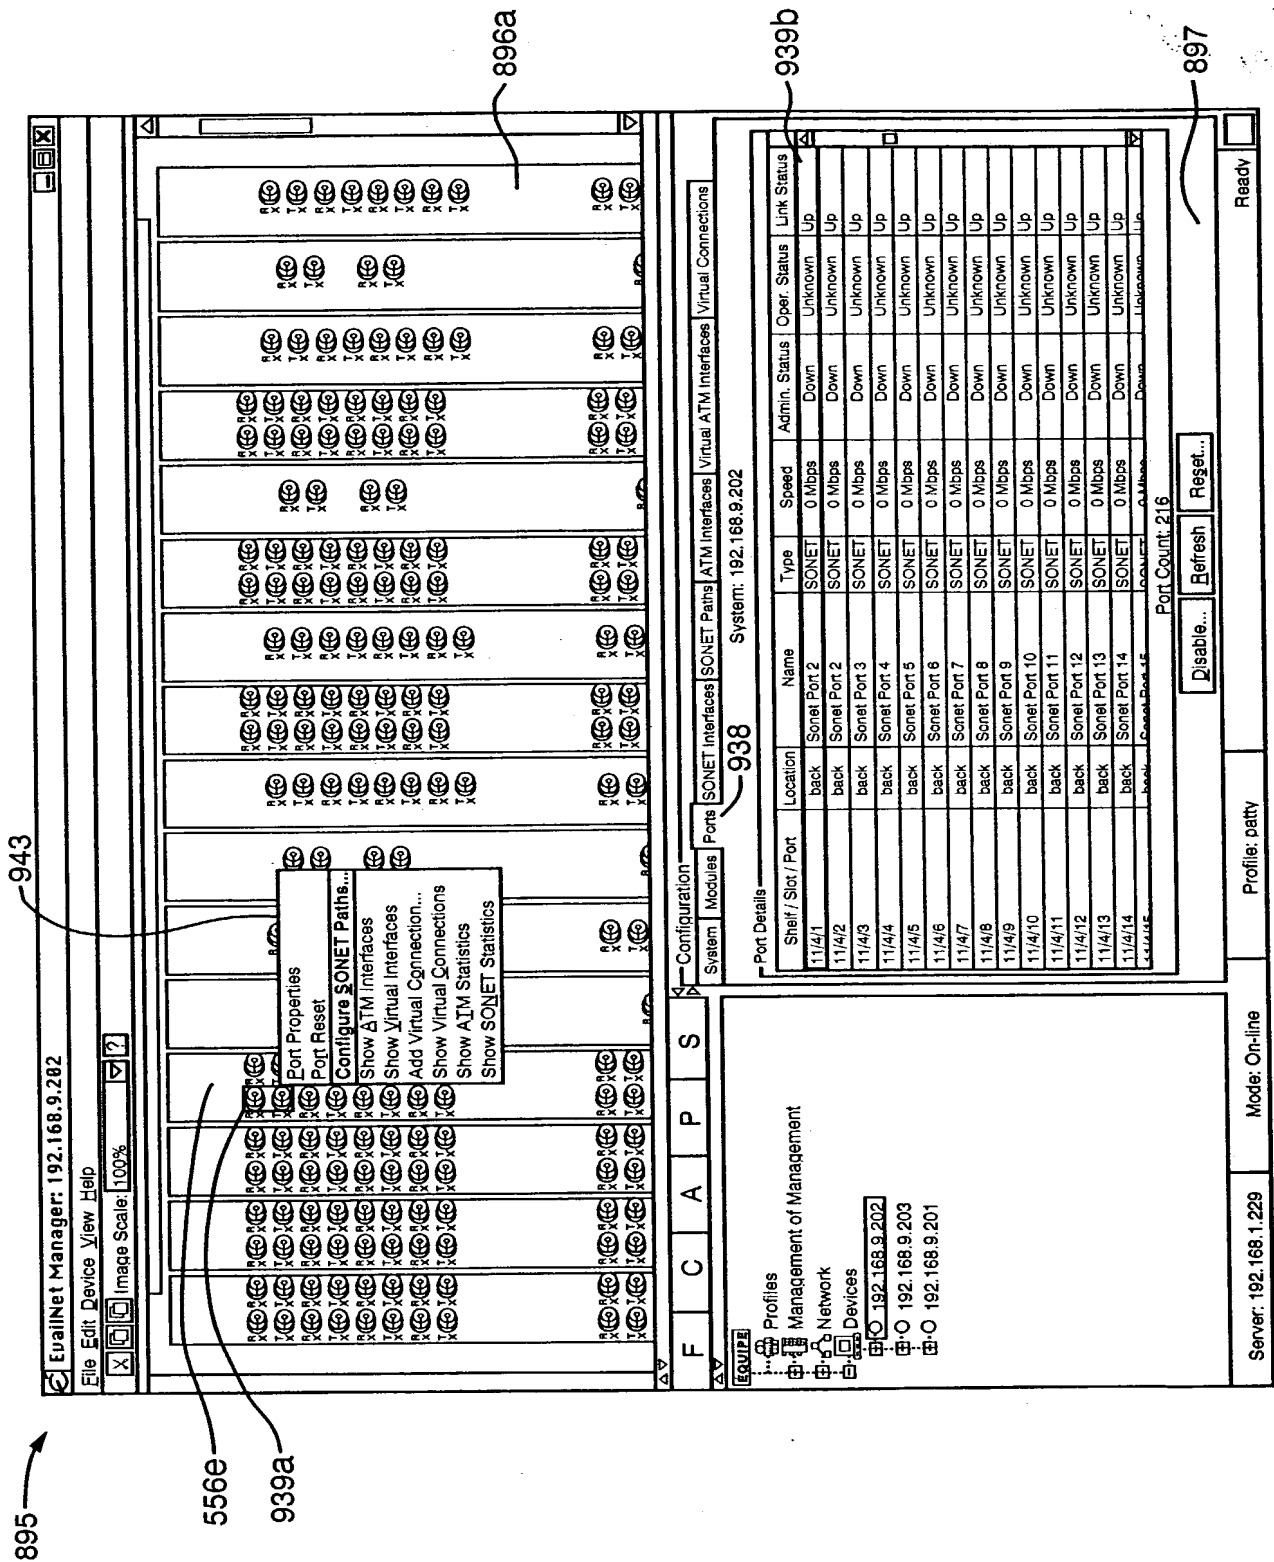 895
943
556e
939a
896a
939b
938
897
EvaliNet Manager: 192.168.9.202
File Edit Device View Help
Image Scale: 100%
Port Properties
Port Reset
Configure SONET Paths...
Show ATM Interfaces
Show Virtual Interfaces
Add Virtual Connection...
Show Virtual Connections
Show ATM Statistics
Show SONET Statistics
F C A P S
EQUIPE
Profiles
Management of Management
Network
Devices
192.168.9.202
192.168.9.203
192.168.9.201
Configuration
System Modules Ports SONET Interfaces SONET Paths ATM Interfaces Virtual ATM Interfaces Virtual Connections
System: 192.168.9.202
Port Details
Shelf / Slot / Port Location Name Type Speed Admin. Status Oper. Status Link Status
11/4/1 back Sonet Port 2 SONET 0 Mbps Down Unknown Up
11/4/2 back Sonet Port 2 SONET 0 Mbps Down Unknown Up
11/4/3 back Sonet Port 3 SONET 0 Mbps Down Unknown Up
11/4/4 back Sonet Port 4 SONET 0 Mbps Down Unknown Up
11/4/5 back Sonet Port 5 SONET 0 Mbps Down Unknown Up
11/4/6 back Sonet Port 6 SONET 0 Mbps Down Unknown Up
11/4/7 back Sonet Port 7 SONET 0 Mbps Down Unknown Up
11/4/8 back Sonet Port 8 SONET 0 Mbps Down Unknown Up
11/4/9 back Sonet Port 9 SONET 0 Mbps Down Unknown Up
11/4/10 back Sonet Port 10 SONET 0 Mbps Down Unknown Up
11/4/11 back Sonet Port 11 SONET 0 Mbps Down Unknown Up
11/4/12 back Sonet Port 12 SONET 0 Mbps Down Unknown Up
11/4/13 back Sonet Port 13 SONET 0 Mbps Down Unknown Up
11/4/14 back Sonet Port 14 SONET 0 Mbps Down Unknown Up
11/4/15 back Sonet Port 15 SONET 0 Mbps Down Unknown Up
Port Count: 216
Disable... Refresh Reset...
Server: 192.168.1.229 Mode: On-line Profile: patty Ready